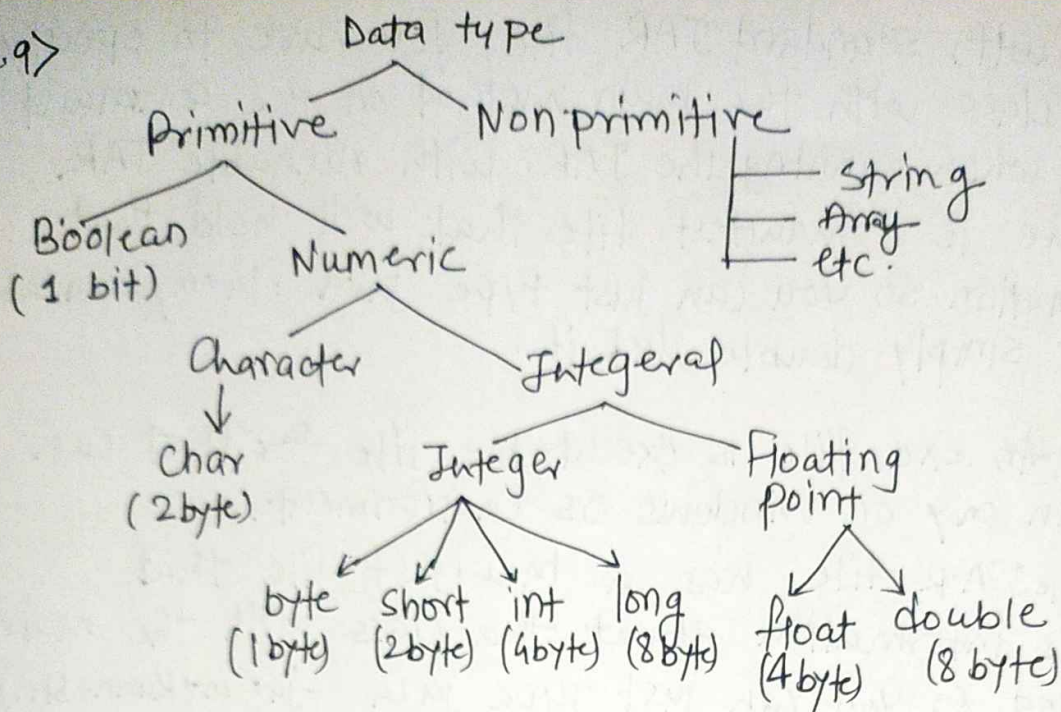 .9>
Data type
Primitive Non primitive
String
Array
etc.
Boolean
(1 bit)
Numeric
Character Integeral
Char
(2byte)
Integer
Floating
point
byte short int long
(1byte) (2byte) (4byte) (8byte)
float double
(4byte) (8 byte)